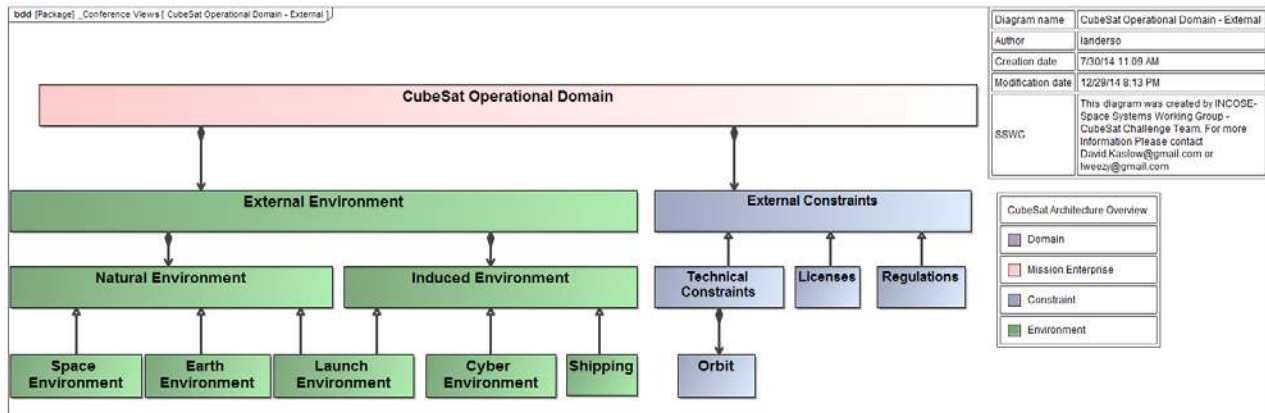 bdd [Package] _Conference Views [ CubeSat Operational Domain - External ]
Diagram name CubeSat Operational Domain - External
Author landerso
Creation date 7/30/14 11:09 AM
Modification date 12/29/14 8:13 PM
SSWG
This diagram was created by INCOSE-
Space Systems Working Group -
CubeSat Challenge Team. For more
Information Please contact
David.Kaslow@gmail.com or
lweezy@gmail.com
CubeSat Operational Domain
External Environment
External Constraints
Natural Environment
Induced Environment
Technical
Constraints
Licenses
Regulations
Space
Environment
Earth
Environment
Launch
Environment
Cyber
Environment
Shipping
Orbit
CubeSat Architecture Overview
Domain
Mission Enterprise
Constraint
Environment